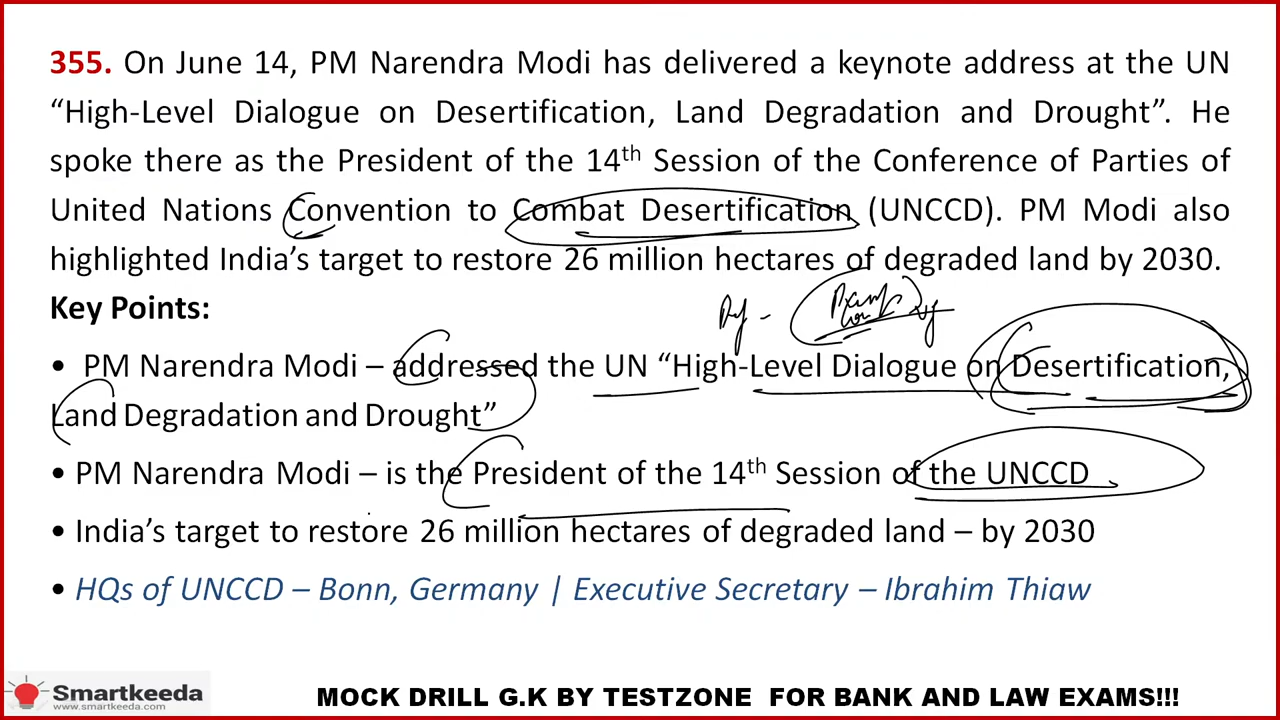 355. On June 14, PM Narendra Modi has delivered a keynote address at the UN
“High-Level Dialogue on Desertification, Land Degradation and Drought”. He
spoke there as the President of the 14th Session of the Conference of Parties of
United Nations Convention to Combat Desertification (UNCCD). PM Modi also
highlighted India’s target to restore 26 million hectares of degraded land by 2030.
Key Points:
• PM Narendra Modi – addressed the UN “High-Level Dialogue on Desertification,
Land Degradation and Drought”
• PM Narendra Modi – is the President of the 14th Session of the UNCCD
• India’s target to restore 26 million hectares of degraded land – by 2030
• HQs of UNCCD – Bonn, Germany | Executive Secretary – Ibrahim Thiaw
Smartkeeda
www.smartkeeda.com
MOCK DRILL G.K BY TESTZONE FOR BANK AND LAW EXAMS!!!